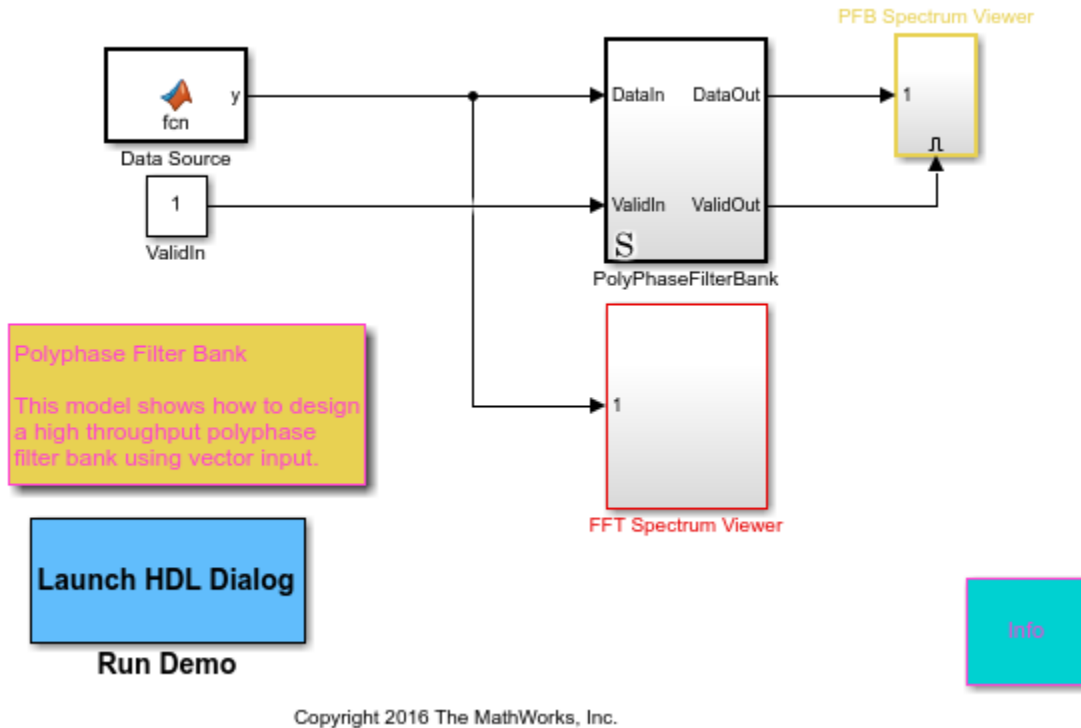 PFB Spectrum Viewer
y
fcn
Data Source
DataIn
DataOut
1
1
ValidIn
ValidIn
ValidOut
S
PolyPhaseFilterBank
Polyphase Filter Bank
This model shows how to design
a high throughput polyphase
filter bank using vector input.
1
FFT Spectrum Viewer
Launch HDL Dialog
Run Demo
Info
Copyright 2016 The MathWorks, Inc.